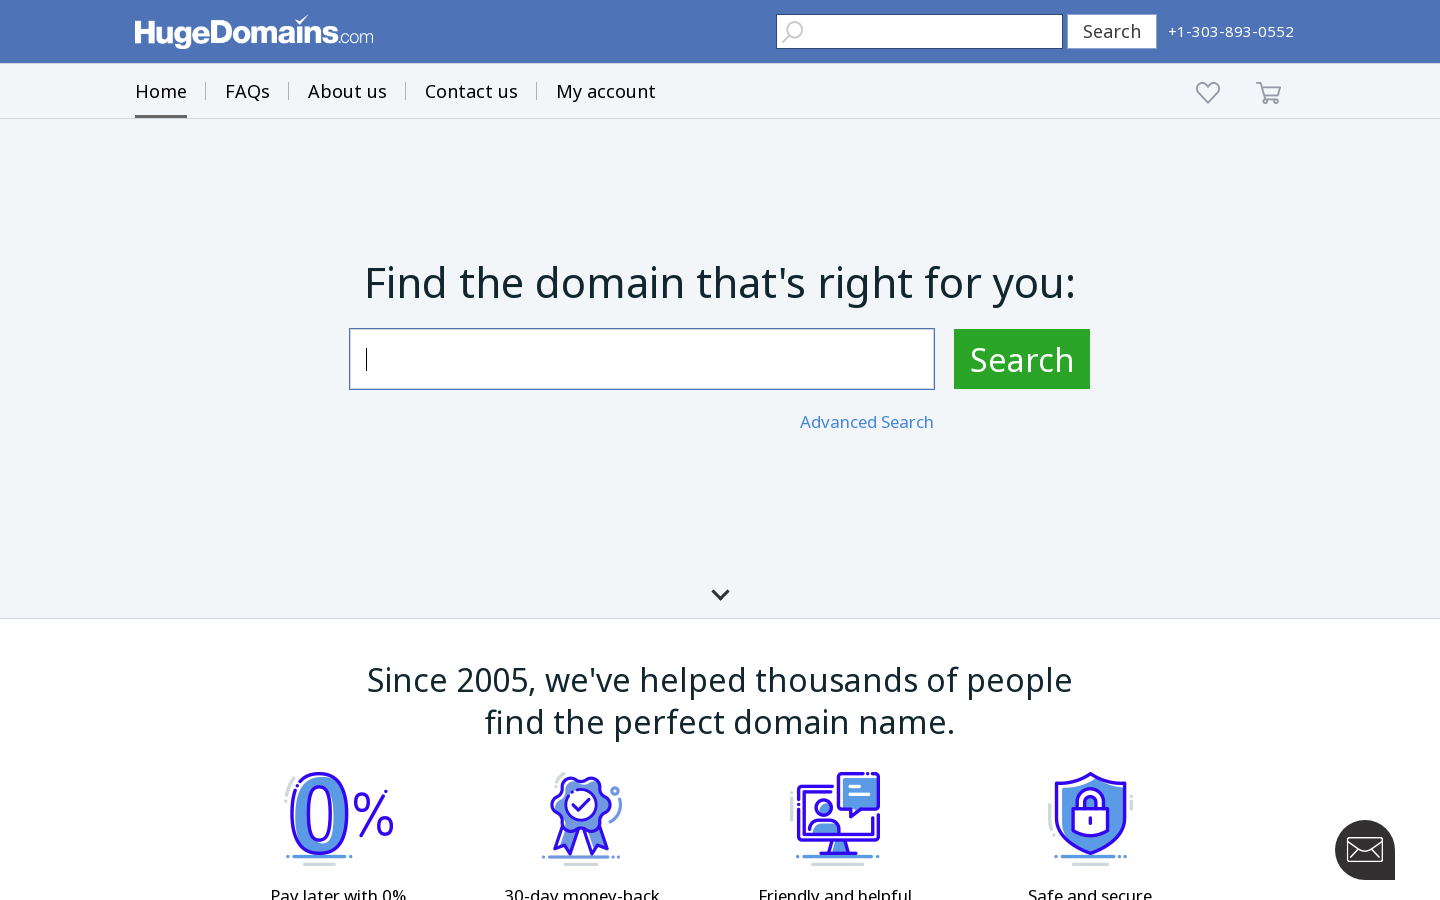 HugeDomains.com
Search
+1-303-893-0552
Home
FAQs
About us
Contact us
My account
Find the domain that's right for you:
Search
Advanced Search
Since 2005, we've helped thousands of people
find the perfect domain name.
0%
Pay later with 0%
30-day money-back
Friendly and helpful
Safe and secure